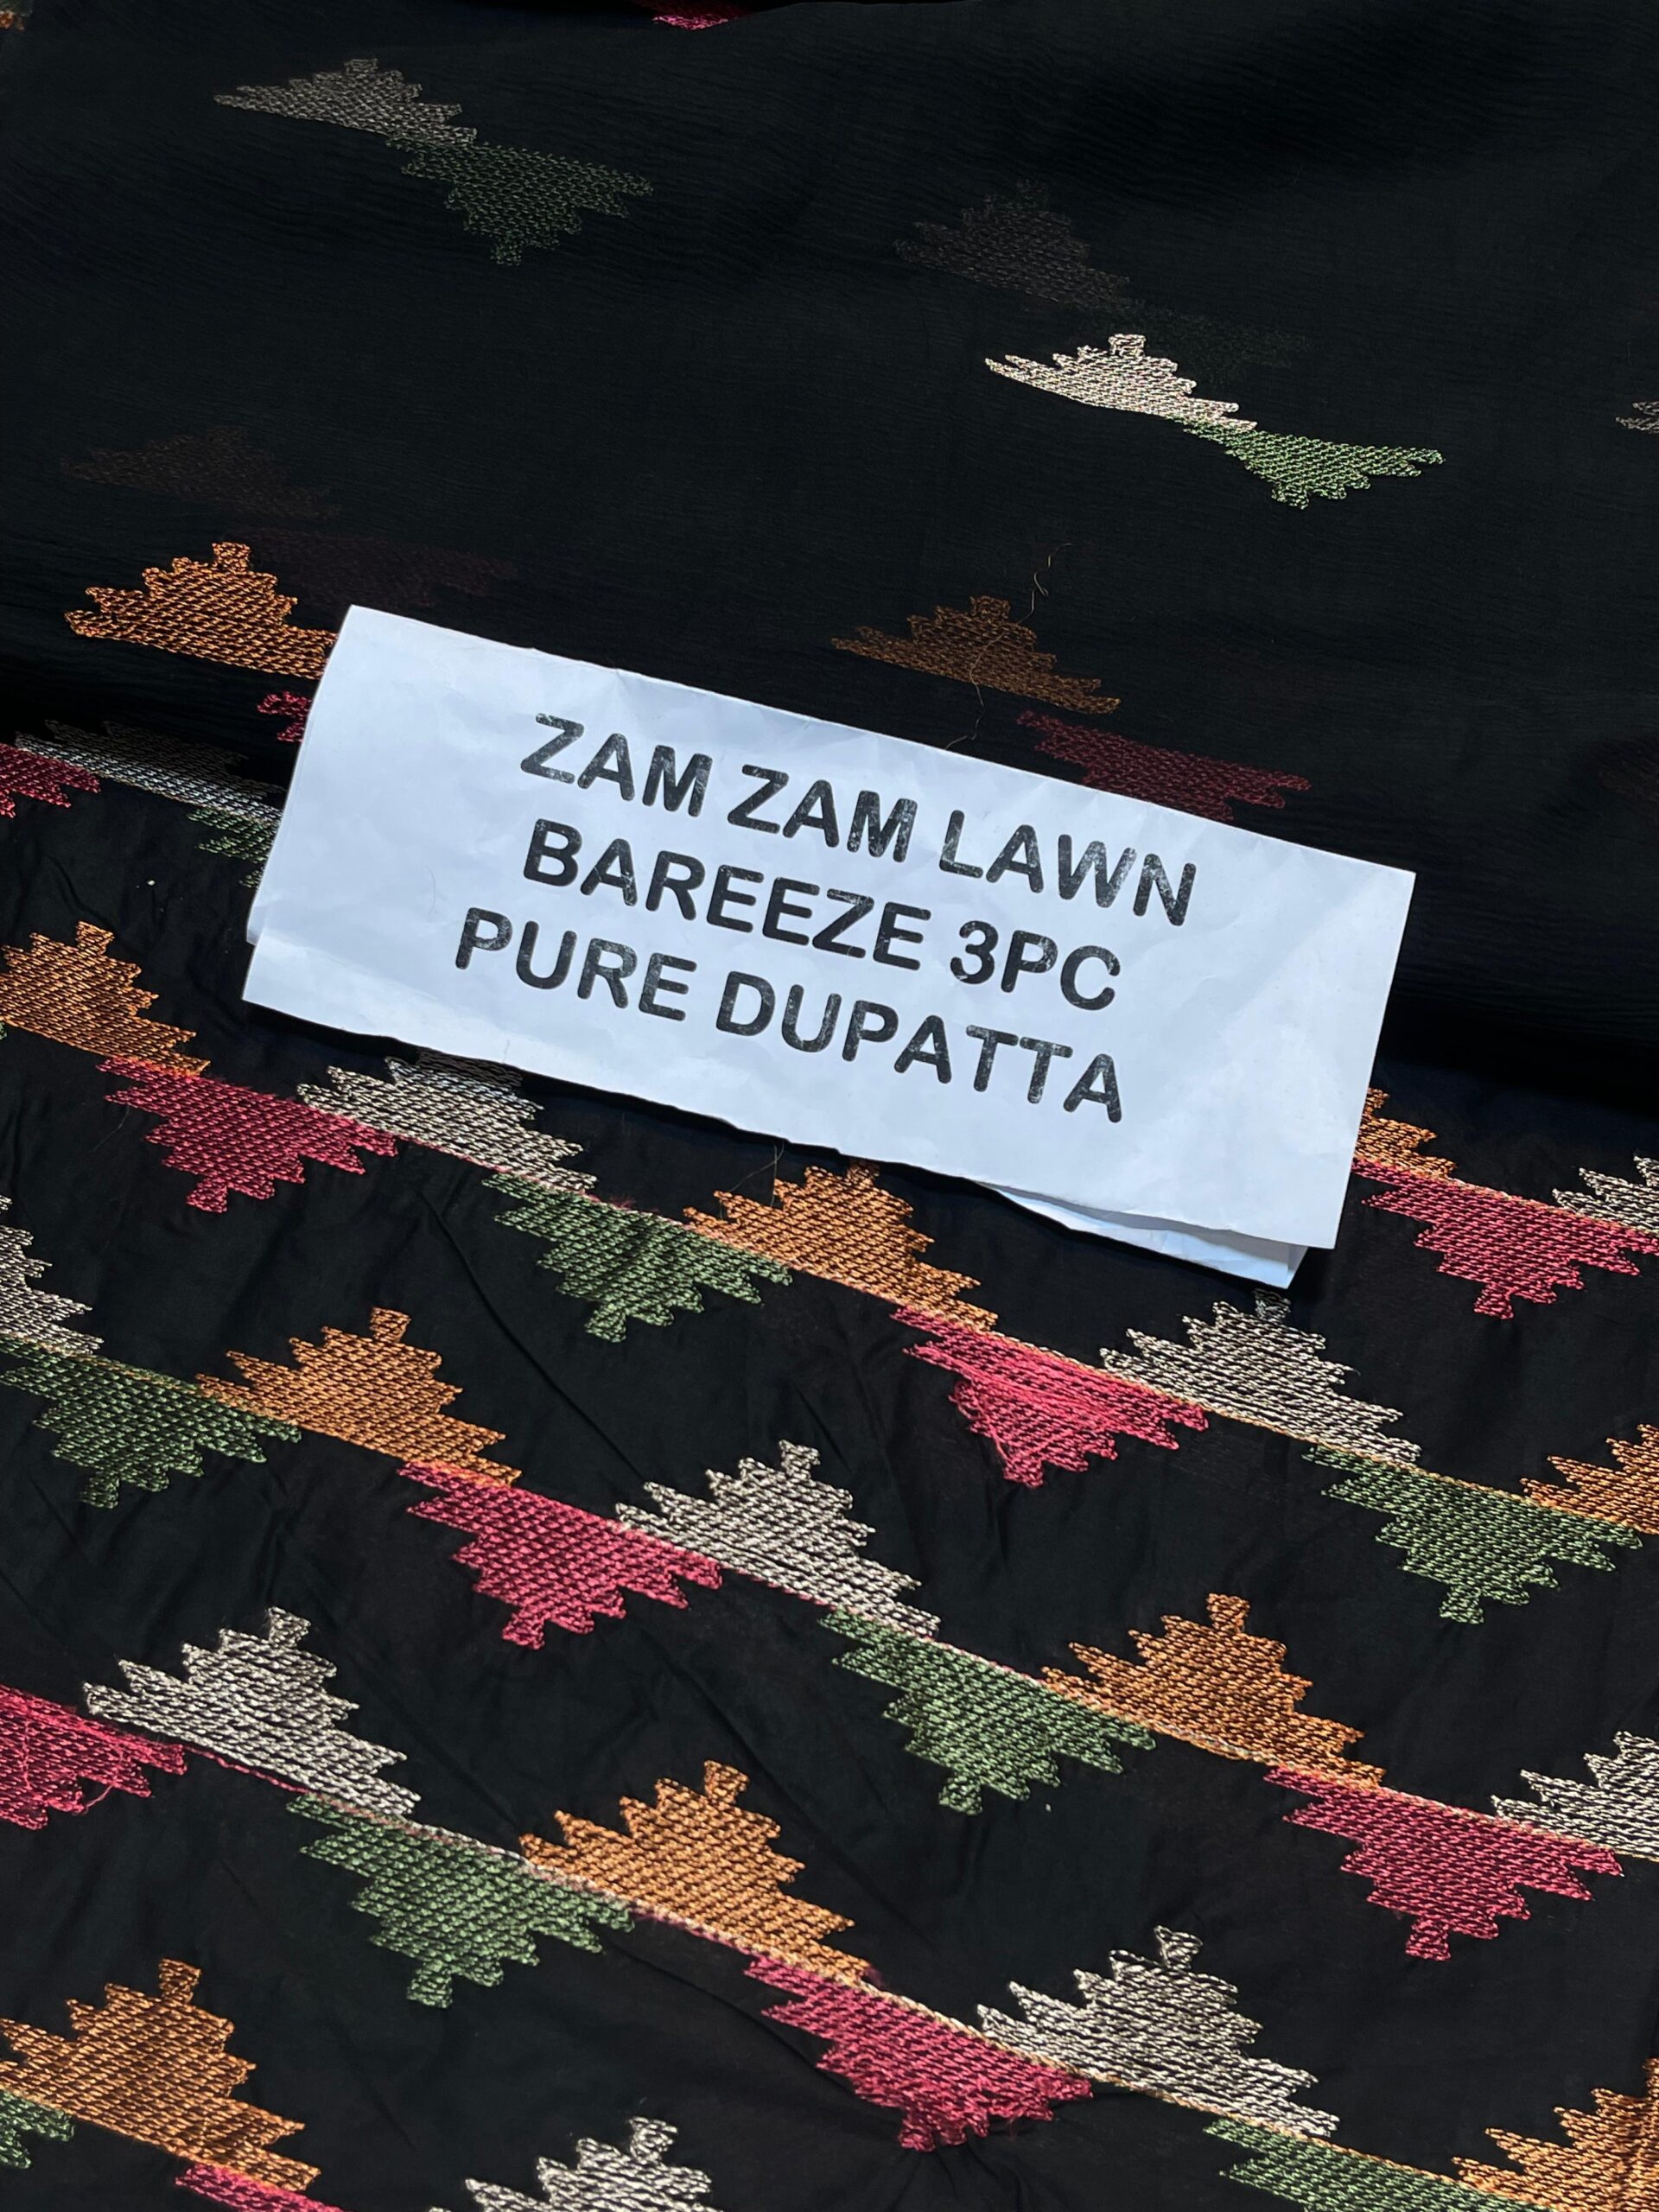 ZAM ZAM LAWN
BAREEZE 3PC
PURE DUPATTA